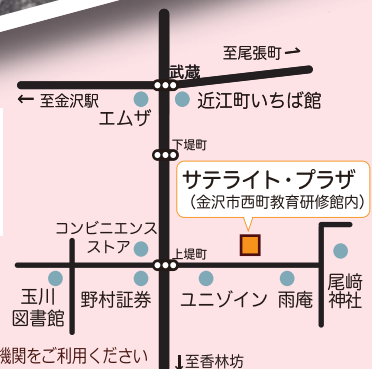 至尾張町→
武蔵
←至金沢駅
近江町いちば館
エムザ
下堤町
サテライト・プラザ
(金沢市西町教育研修館内)
コンビニエンス
ストア
上堤町
玉川
図書館
野村証券
ユニゾイン
雨庵
尾﨑
神社
機関をご利用ください
↓至香林坊